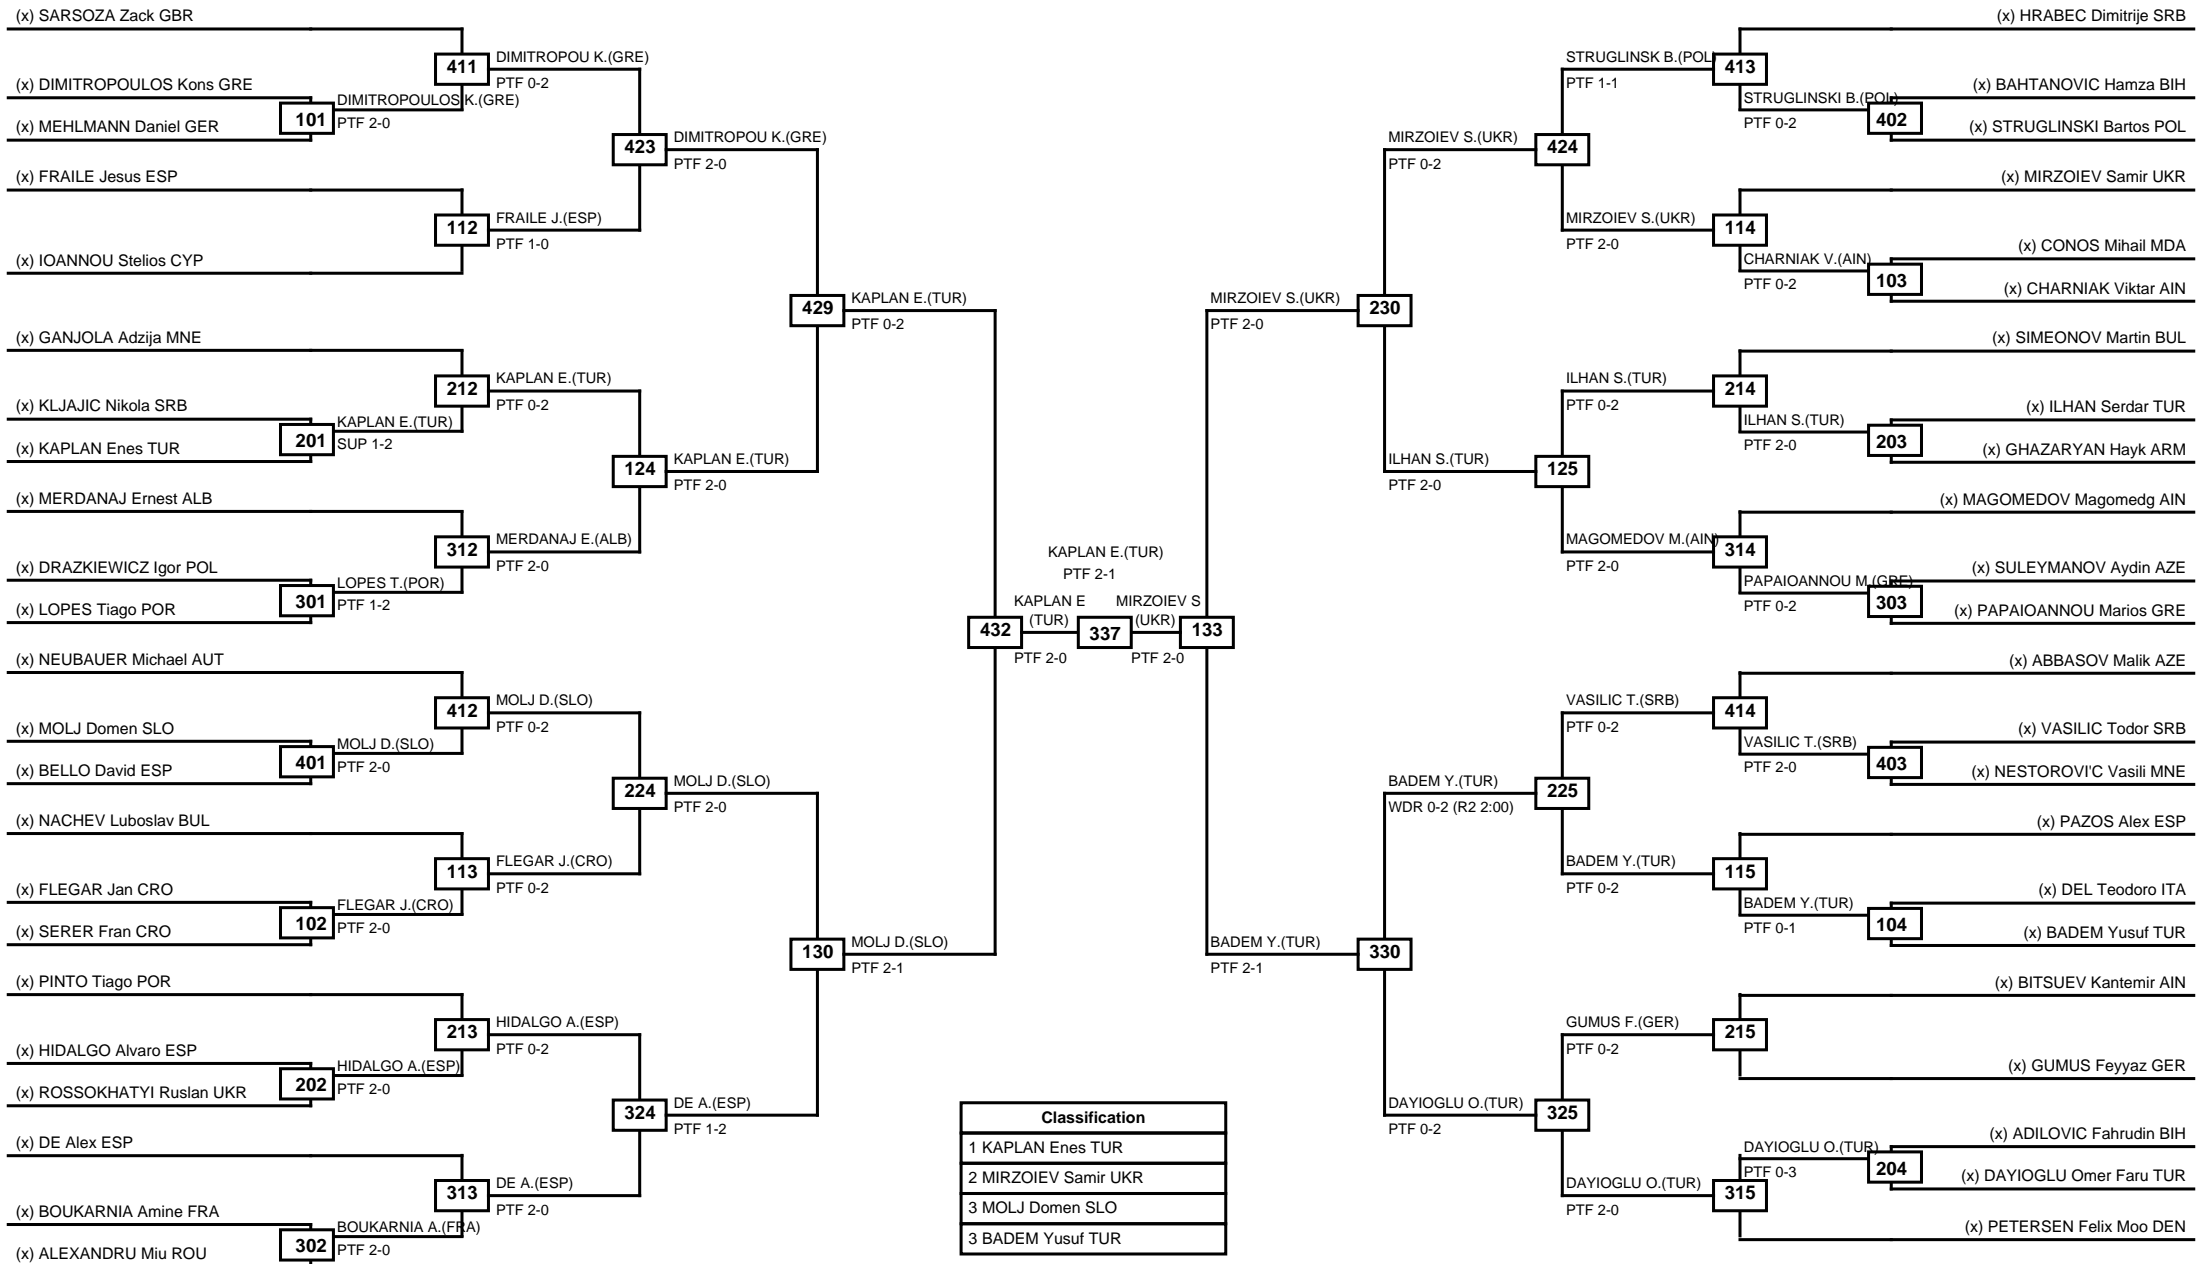 (x) SARSOZA Zack GBR
411
DIMITROPOU K.(GRE)
PTF 0-2
(x) DIMITROPOULOS Kons GRE
101
DIMITROPOULOS K.(GRE)
PTF 2-0
(x) MEHLMANN Daniel GER
423
DIMITROPOU K.(GRE)
PTF 2-0
(x) FRAILE Jesus ESP
112
FRAILE J.(ESP)
PTF 1-0
(x) IOANNOU Stelios CYP
429
KAPLAN E.(TUR)
PTF 0-2
(x) GANJOLA Adzija MNE
212
KAPLAN E.(TUR)
PTF 0-2
(x) KLJAJIC Nikola SRB
201
KAPLAN E.(TUR)
SUP 1-2
(x) KAPLAN Enes TUR
124
KAPLAN E.(TUR)
PTF 2-0
(x) MERDANAJ Ernest ALB
312
MERDANAJ E.(ALB)
PTF 2-0
(x) DRAZKIEWICZ Igor POL
301
LOPES T.(POR)
PTF 1-2
(x) LOPES Tiago POR
(x) NEUBAUER Michael AUT
412
MOLJ D.(SLO)
PTF 0-2
(x) MOLJ Domen SLO
401
MOLJ D.(SLO)
PTF 2-0
(x) BELLO David ESP
224
MOLJ D.(SLO)
PTF 2-0
(x) NACHEV Luboslav BUL
113
FLEGAR J.(CRO)
PTF 0-2
(x) FLEGAR Jan CRO
102
FLEGAR J.(CRO)
PTF 2-0
(x) SERER Fran CRO
130
MOLJ D.(SLO)
PTF 2-1
(x) PINTO Tiago POR
213
HIDALGO A.(ESP)
PTF 0-2
(x) HIDALGO Alvaro ESP
202
HIDALGO A.(ESP)
PTF 2-0
(x) ROSSOKHATYI Ruslan UKR
324
DE A.(ESP)
PTF 1-2
(x) DE Alex ESP
313
DE A.(ESP)
PTF 2-0
(x) BOUKARNIA Amine FRA
302
BOUKARNIA A.(FRA)
PTF 2-0
(x) ALEXANDRU Miu ROU
KAPLAN E.(TUR)
PTF 2-1
432
KAPLAN E
(TUR)
PTF 2-0
337
MIRZOIEV S
(UKR)
PTF 2-0
133
(x) HRABEC Dimitrije SRB
STRUGLINSK B.(POL)
PTF 1-1
413
(x) BAHTANOVIC Hamza BIH
STRUGLINSKI B.(POL)
PTF 0-2
402
(x) STRUGLINSKI Bartos POL
MIRZOIEV S.(UKR)
PTF 0-2
424
(x) MIRZOIEV Samir UKR
MIRZOIEV S.(UKR)
PTF 2-0
114
(x) CONOS Mihail MDA
CHARNIAK V.(AIN)
PTF 0-2
103
(x) CHARNIAK Viktar AIN
MIRZOIEV S.(UKR)
PTF 2-0
230
(x) SIMEONOV Martin BUL
ILHAN S.(TUR)
PTF 0-2
214
(x) ILHAN Serdar TUR
ILHAN S.(TUR)
PTF 2-0
203
(x) GHAZARYAN Hayk ARM
ILHAN S.(TUR)
PTF 2-0
125
(x) MAGOMEDOV Magomedg AIN
MAGOMEDOV M.(AIN)
PTF 2-0
314
(x) SULEYMANOV Aydin AZE
PAPAIOANNOU M.(GRE)
PTF 0-2
303
(x) PAPAIOANNOU Marios GRE
(x) ABBASOV Malik AZE
VASILIC T.(SRB)
PTF 0-2
414
(x) VASILIC Todor SRB
VASILIC T.(SRB)
PTF 2-0
403
(x) NESTOROVI'C Vasili MNE
BADEM Y.(TUR)
WDR 0-2 (R2 2:00)
225
(x) PAZOS Alex ESP
BADEM Y.(TUR)
PTF 0-2
115
(x) DEL Teodoro ITA
BADEM Y.(TUR)
PTF 0-1
104
(x) BADEM Yusuf TUR
BADEM Y.(TUR)
PTF 2-1
330
(x) BITSUEV Kantemir AIN
GUMUS F.(GER)
PTF 0-2
215
(x) GUMUS Feyyaz GER
DAYIOGLU O.(TUR)
PTF 0-2
325
(x) ADILOVIC Fahrudin BIH
DAYIOGLU O.(TUR)
PTF 0-3
204
(x) DAYIOGLU Omer Faru TUR
DAYIOGLU O.(TUR)
PTF 2-0
315
(x) PETERSEN Felix Moo DEN
Classification
1 KAPLAN Enes TUR
2 MIRZOIEV Samir UKR
3 MOLJ Domen SLO
3 BADEM Yusuf TUR